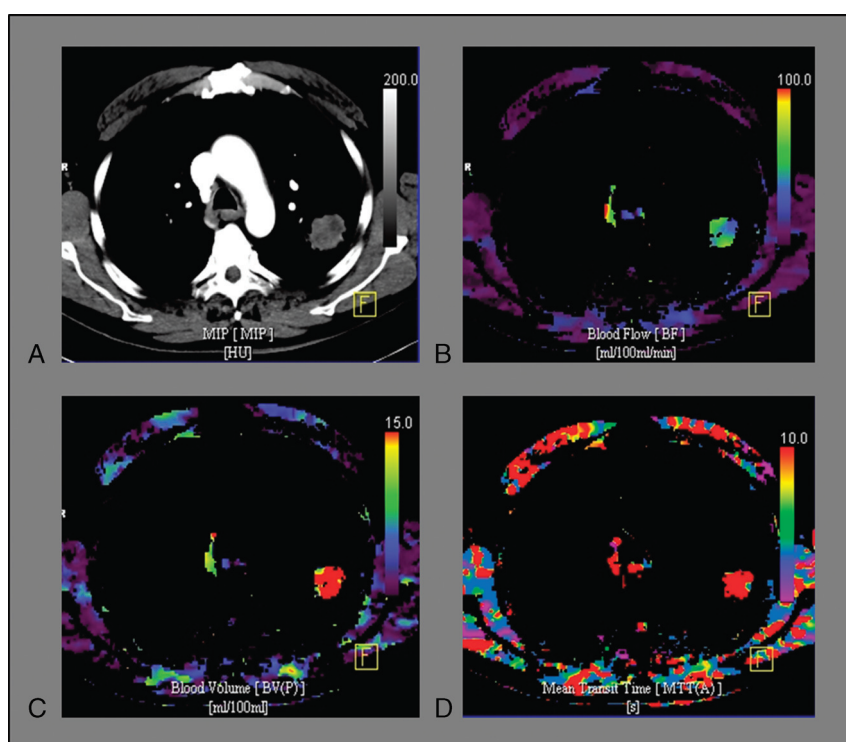 200.0
R
F
A
MIP [ MIP ]
[HU]
100.0
R
F
B
Blood Flow [ BF ]
[ml/100ml/min]
15.0
R
F
C
Blood Volume [ BV(P) ]
[ml/100ml]
10.0
F
D
Mean Transit Time [ MTT(A) ]
[s]